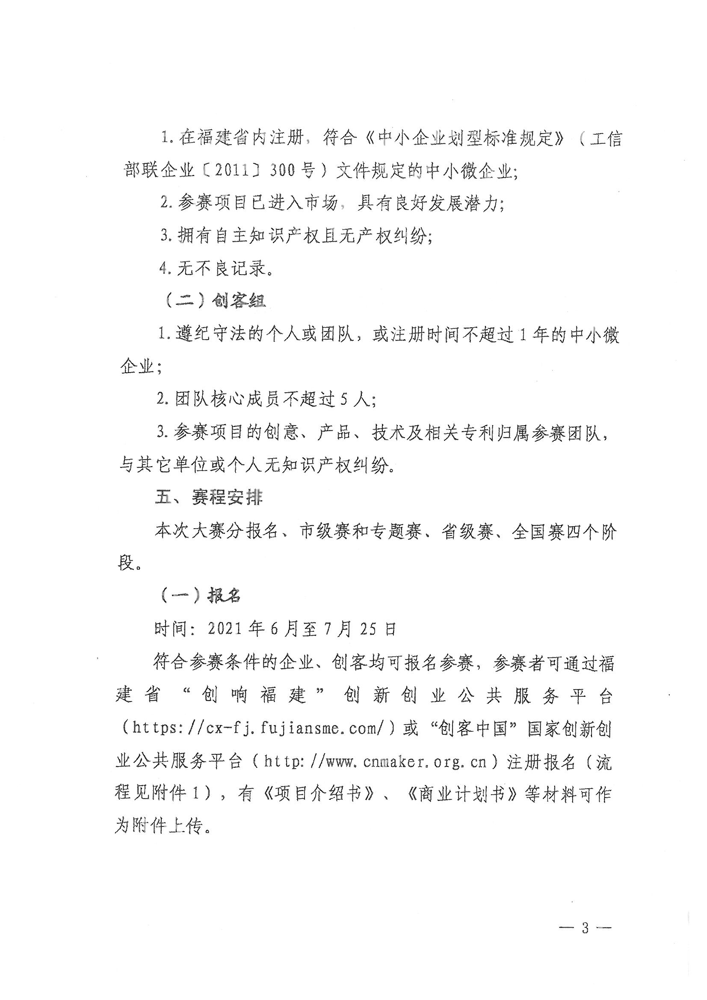 1. 在福建省内注册，符合《中小企业划型标准规定》（工信
部联企业〔2011〕300 号）文件规定的中小微企业;
2. 参赛项目已进入市场，具有良好发展潜力;
3. 拥有自主知识产权且无产权纠纷;
4. 无不良记录。
（二）创客组
1. 遵纪守法的个人或团队，或注册时间不超过 1 年的中小微
企业;
2. 团队核心成员不超过 5 人;
3. 参赛项目的创意、产品、技术及相关专利归属参赛团队，
与其它单位或个人无知识产权纠纷。
五、赛程安排
本次大赛分报名、市级赛和专题赛、省级赛、全国赛四个阶
段。
（一）报名
时间：2021 年 6 月至 7 月 25 日
符合参赛条件的企业、创客均可报名参赛，参赛者可通过福
建省“创响福建”创新创业公共服务平台
（https://cx-fj.fujiansme.com/）或“创客中国”国家创新创
业公共服务平台（http://www.cnmaker.org.cn）注册报名（流
程见附件 1），有《项目介绍书》、《商业计划书》等材料可作
为附件上传。
— 3 —